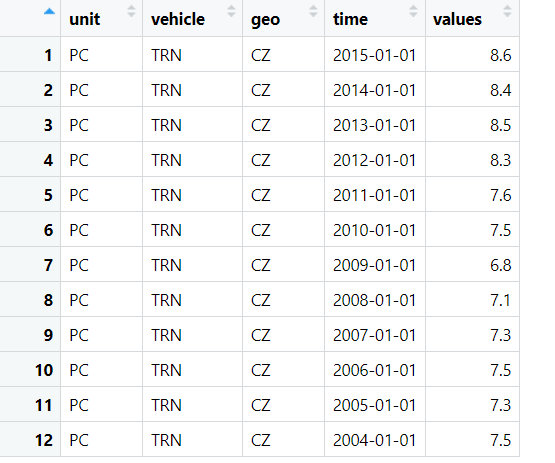 unit vehicle geo time values
1 PC TRN CZ 2015-01-01 8.6
2 PC TRN CZ 2014-01-01 8.4
3 PC TRN CZ 2013-01-01 8.5
4 PC TRN CZ 2012-01-01 8.3
5 PC TRN CZ 2011-01-01 7.6
6 PC TRN CZ 2010-01-01 7.5
7 PC TRN CZ 2009-01-01 6.8
8 PC TRN CZ 2008-01-01 7.1
9 PC TRN CZ 2007-01-01 7.3
10 PC TRN CZ 2006-01-01 7.5
11 PC TRN CZ 2005-01-01 7.3
12 PC TRN CZ 2004-01-01 7.5